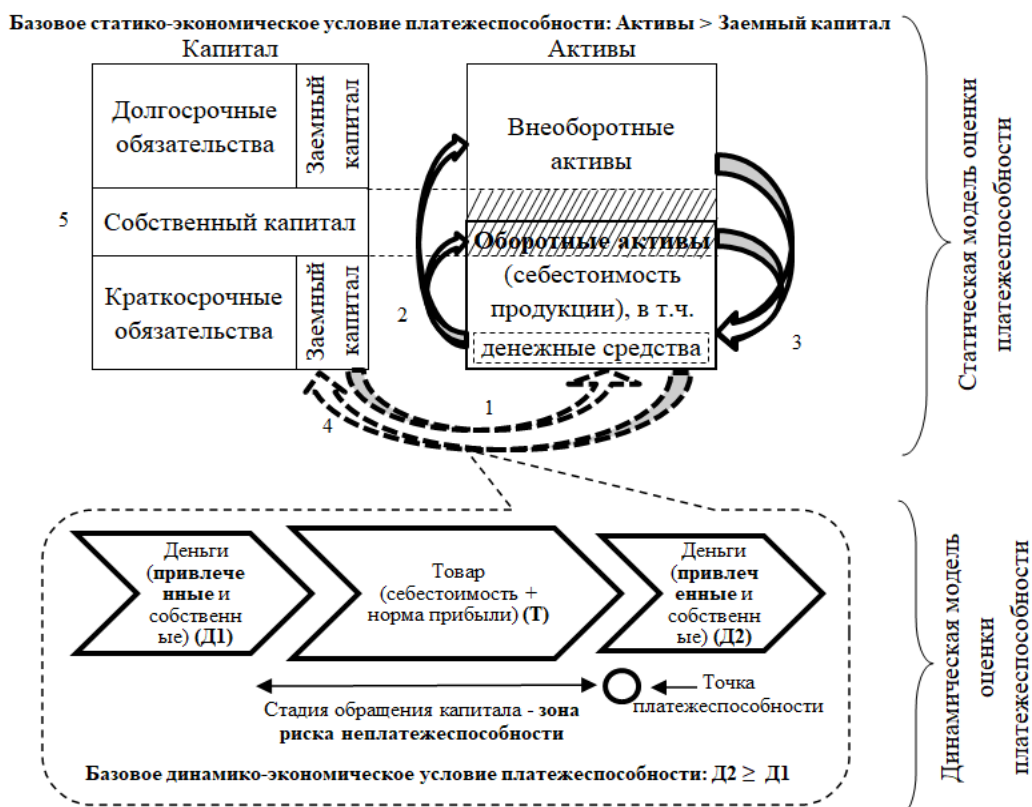 Базовое статико-экономическое условие платежеспособности: Активы > Заемный капитал
Капитал
Активы
Долгосрочные
обязательства
Заемный
капитал
Внеоборотные
активы
5
Собственный капитал
Оборотные активы
(себестоимость
продукции), в т.ч.
денежные средства
Краткосрочные
обязательства
Заемный
капитал
2
3
1
4
Статическая модель оценки
платежеспособности
Деньги
(привлече
нные и
собственн
ые) (Д1)
Товар
(себестоимость +
норма прибыли) (Т)
Деньги
(привлеч
енные и
собственн
ые) (Д2)
Стадия обращения капитала - зона
риска неплатежеспособности
Точка
платежеспособности
Базовое динамико-экономическое условие платежеспособности: Д2 ≥ Д1
Динамическая модель
оценки
платежеспособности